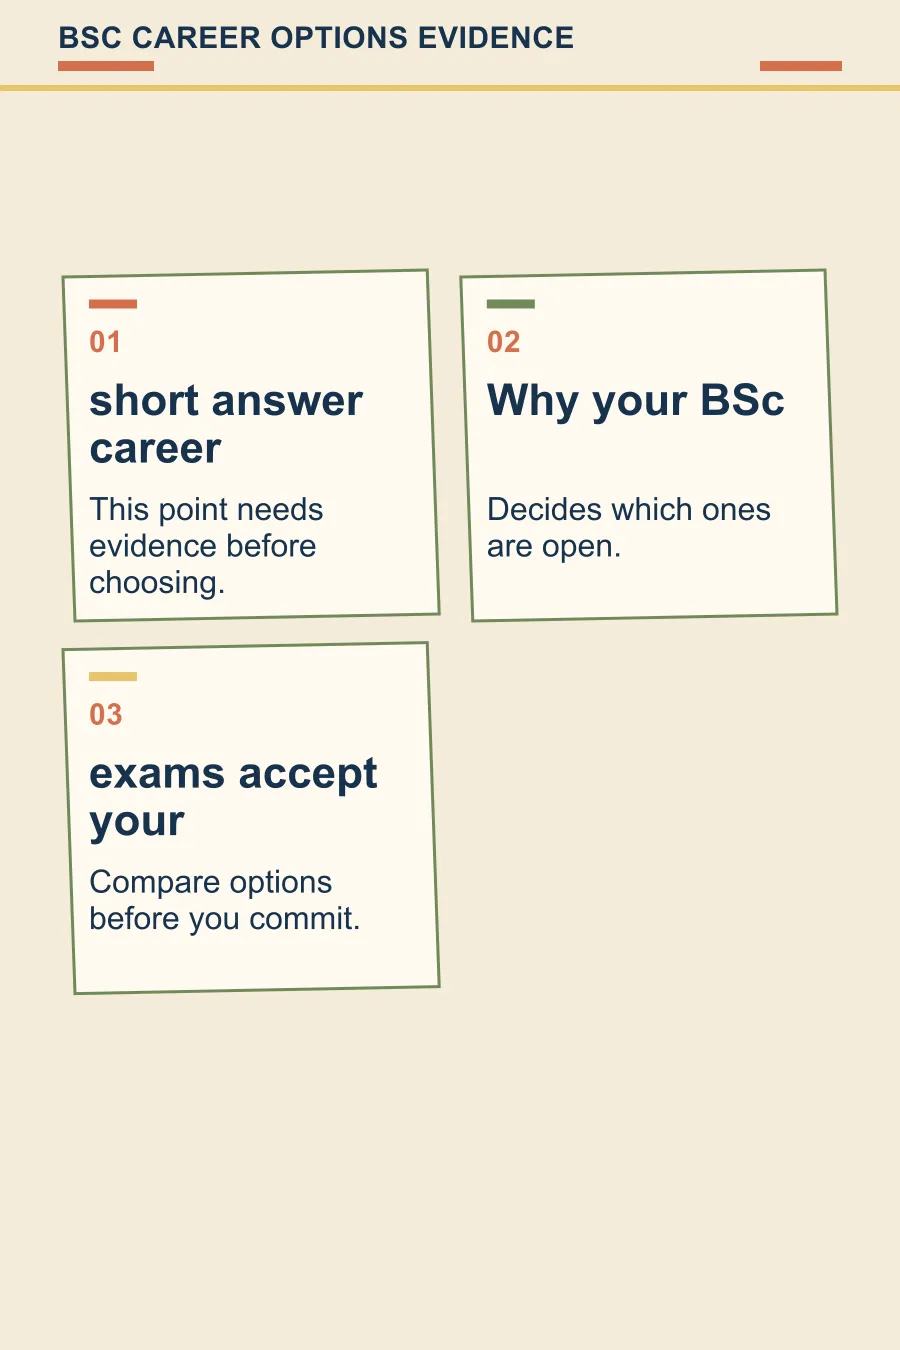 BSC CAREER OPTIONS EVIDENCE
01
short answer
career
This point needs
evidence before
choosing.
02
Why your BSc
Decides which ones
are open.
03
exams accept
your
Compare options
before you commit.